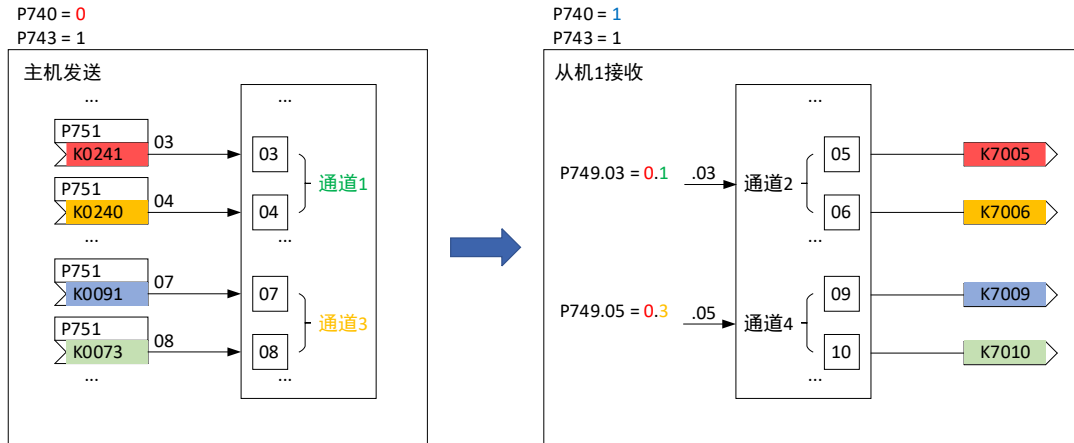 P740 = 0
P743 = 1
主机发送
...
...
P751
K0241
03
03
通道1
P751
K0240
04
04
...
...
P751
K0091
07
07
通道3
P751
K0073
08
08
...
...
P740 = 1
P743 = 1
从机1接收
...
P749.03 = 0.1
.03
通道2
05
K7005
06
K7006
...
P749.05 = 0.3
.05
通道4
09
K7009
10
K7010
...